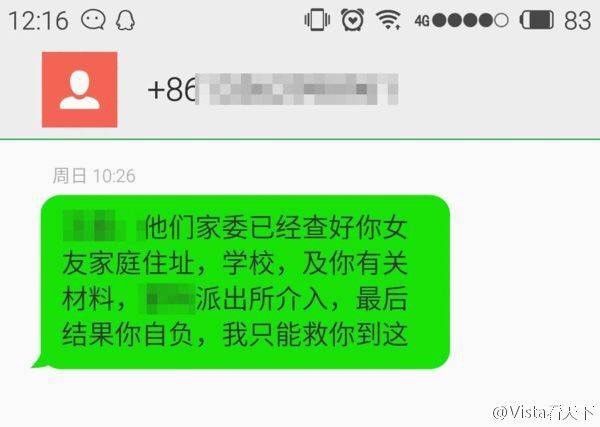 12:16
4G
83
+86
周日 10:26
他们家委已经查好你女
友家庭住址，学校，及你有关
材料，派出所介入，最后
结果你自负，我只能救你到这
@Vista看天下